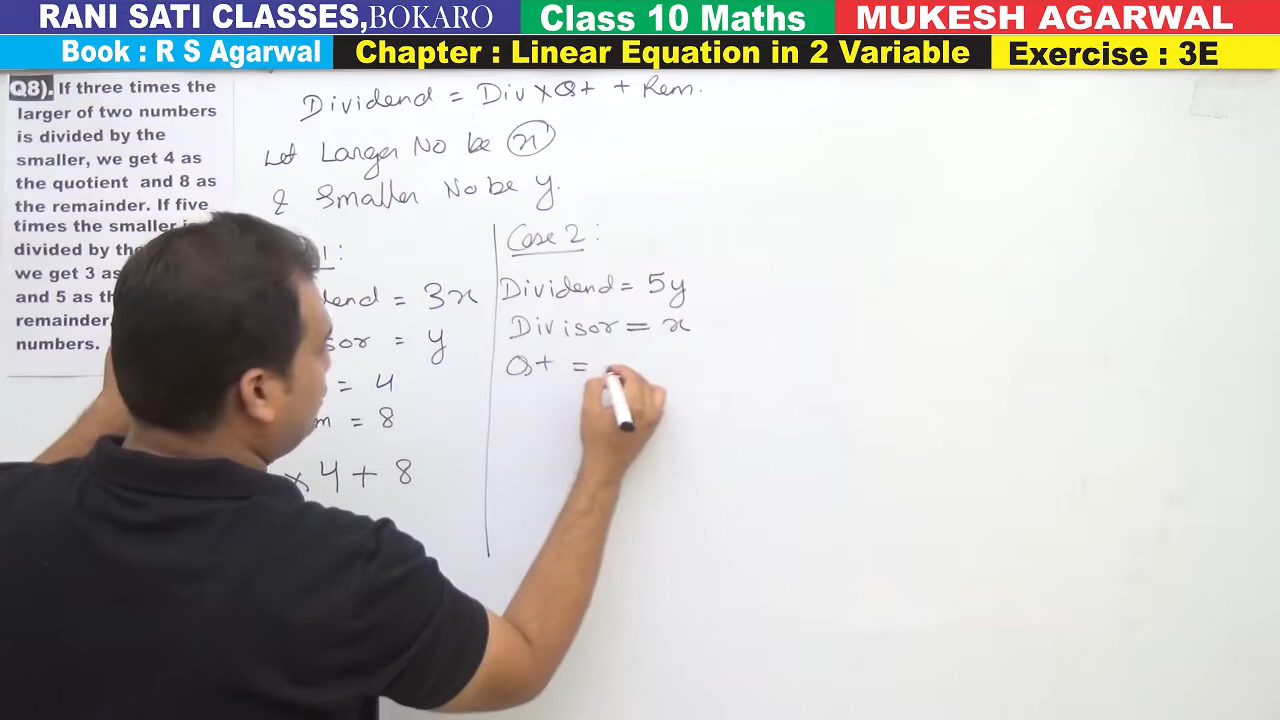 RANI SATI CLASSES, BOKARO Class 10 Maths MUKESH AGARWAL
Book : R S Agarwal Chapter : Linear Equation in 2 Variable Exercise : 3E
Q8). If three times the
larger of two numbers
is divided by the
smaller, we get 4 as
the quotient and 8 as
the remainder. If five
times the smaller
divided by the
we get 3 as
and 5 as
remainder,
numbers.
Dividend = Div × Qt + Rem.
Let Larger No be x
& Smaller No be y.
1:
= 3x
= y
= 4
= 8
× 4 + 8
Case 2 :
Dividend = 5y
Divisor = x
Qt =